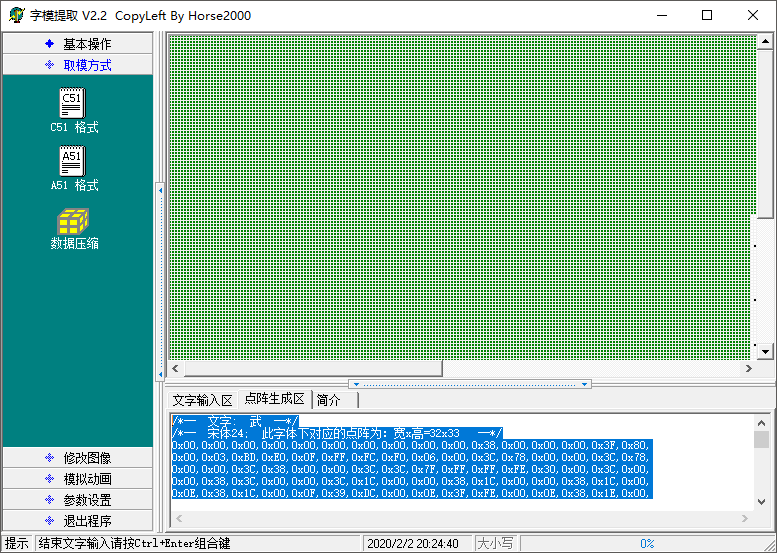 字模提取 V2.2 CopyLeft By Horse2000
基本操作
取模方式
C51
C51 格式
A51
A51 格式
数据压缩
修改图像
模拟动画
参数设置
退出程序
文字输入区 点阵生成区 简介
/*── 文字: 武 ──*/
/*── 宋体24; 此字体下对应的点阵为：宽x高=32x33 ──*/
0x00,0x00,0x00,0x00,0x00,0x00,0x00,0x00,0x00,0x38,0x00,0x00,0x00,0x3F,0x80,
0x00,0x03,0xBD,0xE0,0x0F,0xFF,0xFC,0xF0,0x06,0x00,0x3C,0x78,0x00,0x00,0x3C,0x78,
0x00,0x00,0x3C,0x38,0x00,0x00,0x3C,0x3C,0x7F,0xFF,0xFF,0xFE,0x30,0x00,0x3C,0x00,
0x00,0x00,0x3C,0x00,0x00,0x00,0x1C,0x00,0x00,0x38,0x1C,0x00,0x00,0x38,0x1C,0x00,
0x0E,0x38,0x1C,0x00,0x0F,0x39,0xDC,0x00,0x0E,0x3F,0xFE,0x00,0x0E,0x38,0x1E,0x00,
提示 结束文字输入请按Ctrl+Enter组合键 2020/2/2 20:24:40 大小写 0%